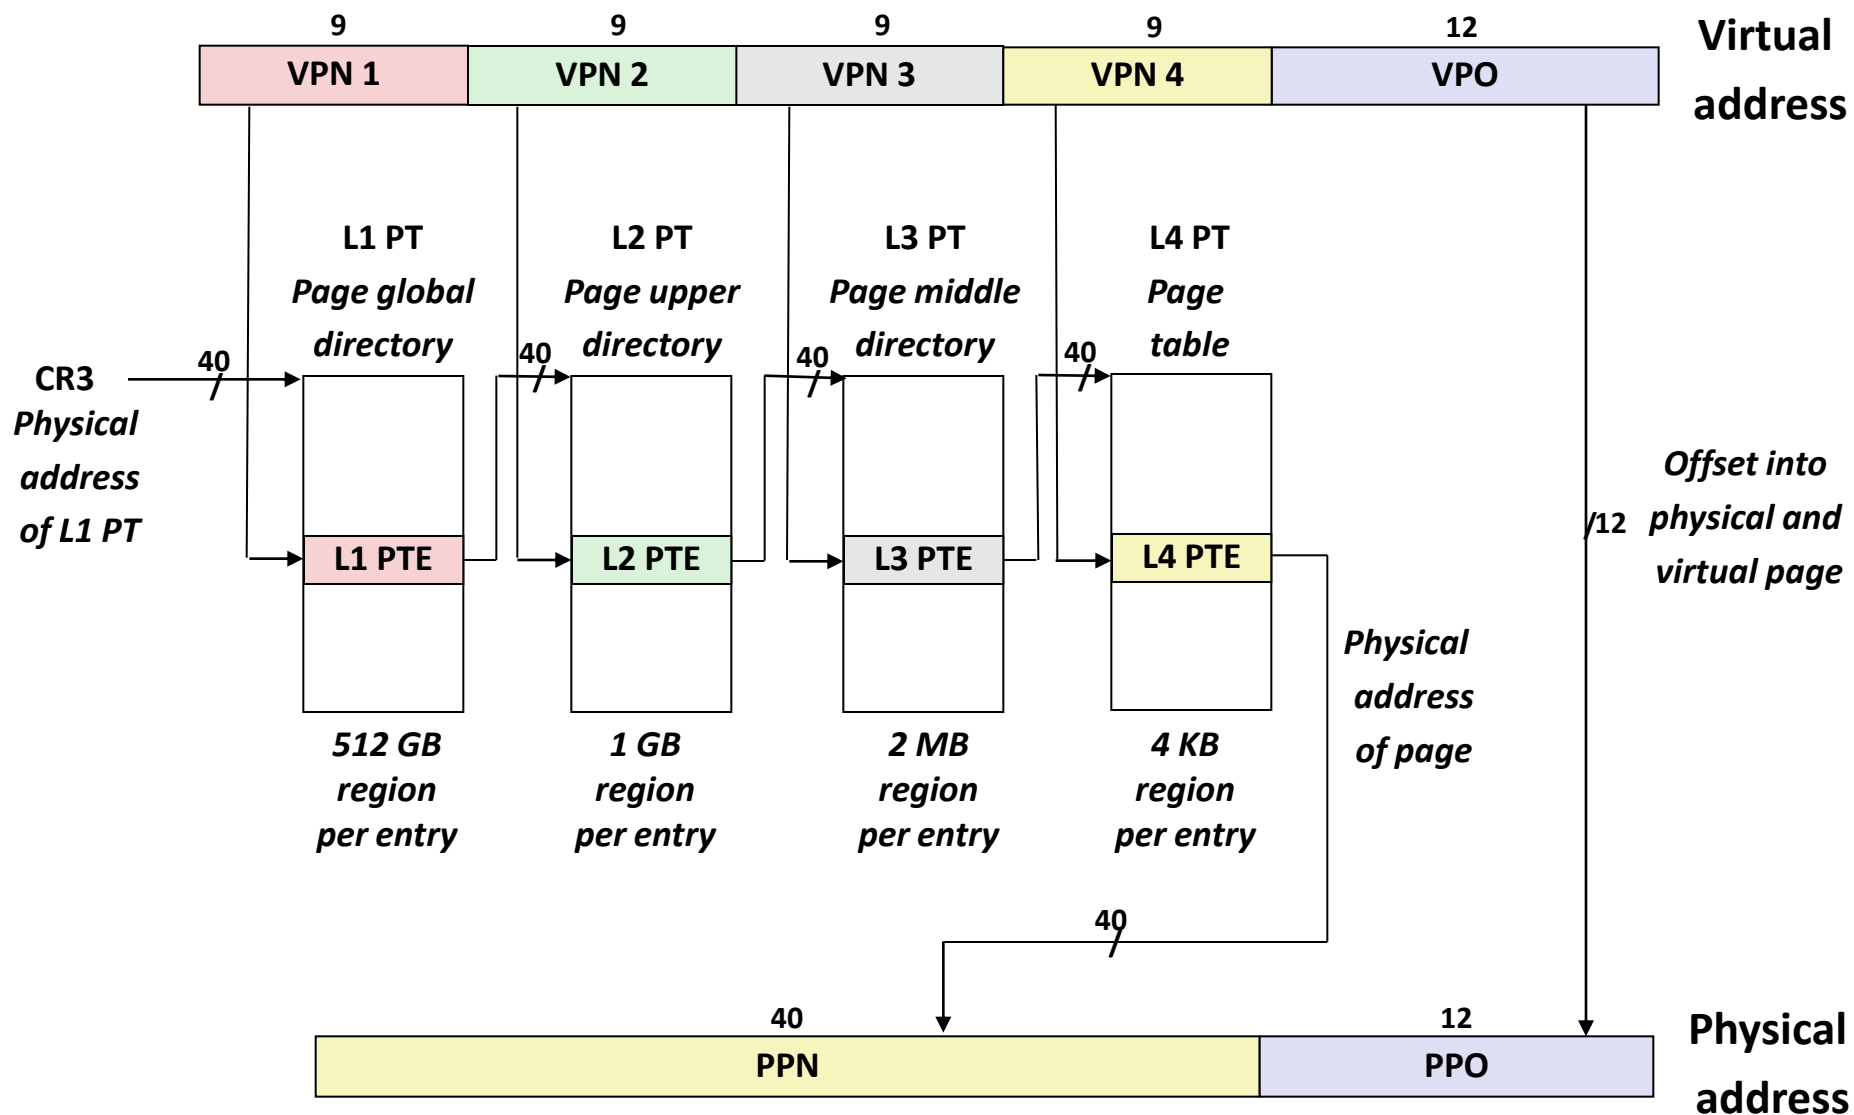 9
9
9
9
12
VPN 1
VPN 2
VPN 3
VPN 4
VPO
Virtual
address
L1 PT
Page global
directory
L2 PT
Page upper
directory
L3 PT
Page middle
directory
L4 PT
Page
table
CR3
Physical
address
of L1 PT
40
40
40
40
L1 PTE
L2 PTE
L3 PTE
L4 PTE
/12
Offset into
physical and
virtual page
512 GB
region
per entry
1 GB
region
per entry
2 MB
region
per entry
4 KB
region
per entry
Physical
address
of page
40
40
12
PPN
PPO
Physical
address